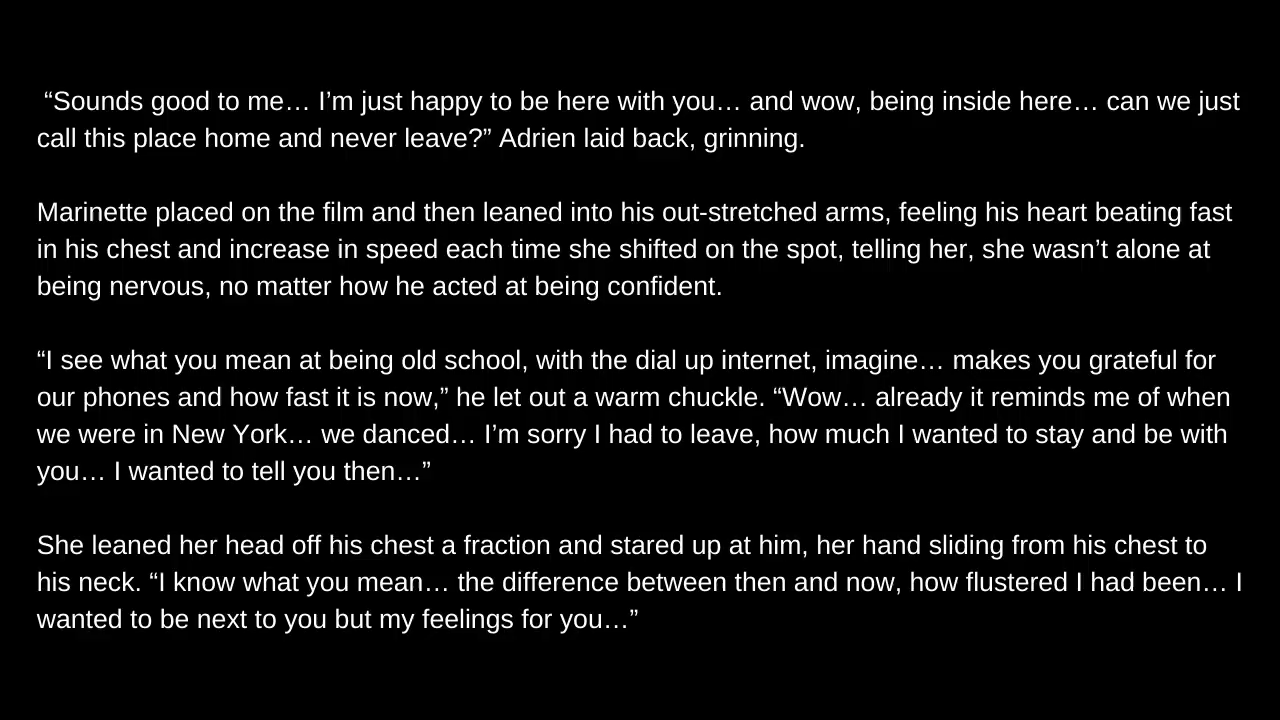 “Sounds good to me… I’m just happy to be here with you… and wow, being inside here… can we just
call this place home and never leave?” Adrien laid back, grinning.
Marinette placed on the film and then leaned into his out-stretched arms, feeling his heart beating fast
in his chest and increase in speed each time she shifted on the spot, telling her, she wasn’t alone at
being nervous, no matter how he acted at being confident.
“I see what you mean at being old school, with the dial up internet, imagine… makes you grateful for
our phones and how fast it is now,” he let out a warm chuckle. “Wow… already it reminds me of when
we were in New York… we danced… I’m sorry I had to leave, how much I wanted to stay and be with
you… I wanted to tell you then…”
She leaned her head off his chest a fraction and stared up at him, her hand sliding from his chest to
his neck. “I know what you mean… the difference between then and now, how flustered I had been… I
wanted to be next to you but my feelings for you…”